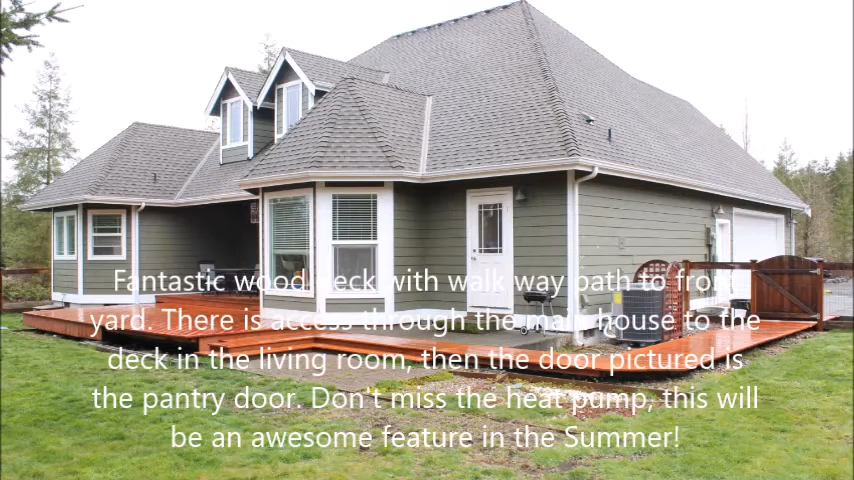 Fantastic wood deck with walk way path to front
yard. There is access through the main house to the
deck in the living room, then the door pictured is
the pantry door. Don't miss the heat pump, this will
be an awesome feature in the Summer!